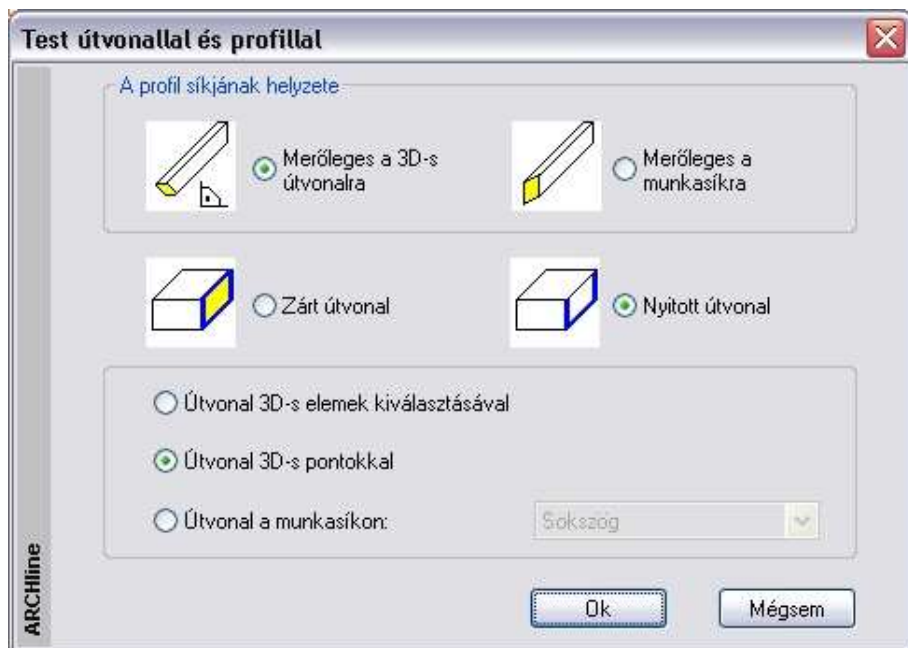 Test útvonallal és profillal
A profil síkjának helyzete
Merőleges a 3D-s
útvonalra
Merőleges a
munkasíkra
Zárt útvonal
Nyitott útvonal
Útvonal 3D-s elemek kiválasztásával
Útvonal 3D-s pontokkal
Útvonal a munkasíkon:
Sokszög
ARCHline
Ok
Mégsem